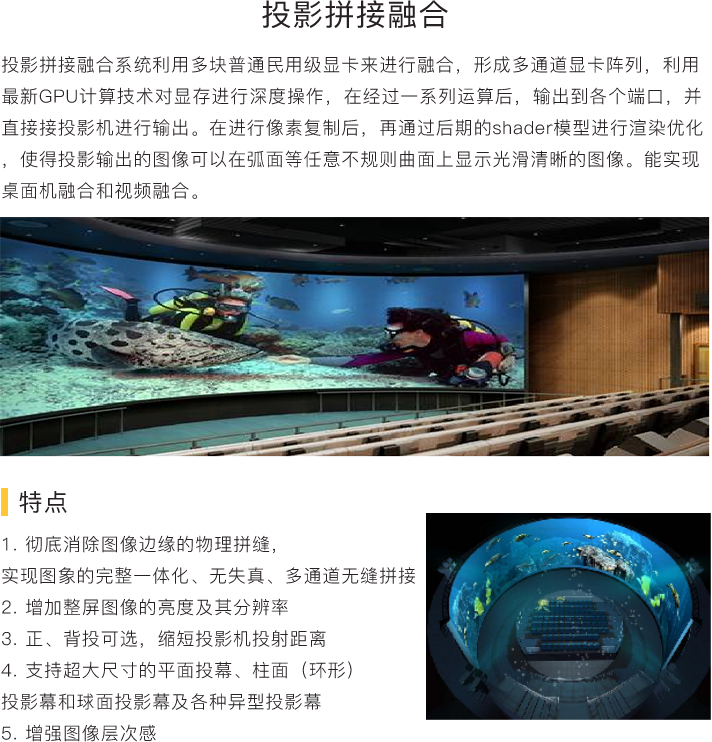 投影拼接融合
投影拼接融合系统利用多块普通民用级显卡来进行融合，形成多通道显卡阵列，利用
最新GPU计算技术对显存进行深度操作，在经过一系列运算后，输出到各个端口，并
直接接投影机进行输出。在进行像素复制后，再通过后期的shader模型进行渲染优化
，使得投影输出的图像可以在弧面等任意不规则曲面上显示光滑清晰的图像。能实现
桌面机融合和视频融合。
特点
1. 彻底消除图像边缘的物理拼缝，
实现图象的完整一体化、无失真、多通道无缝拼接
2. 增加整屏图像的亮度及其分辨率
3. 正、背投可选，缩短投影机投射距离
4. 支持超大尺寸的平面投幕、柱面（环形）
投影幕和球面投影幕及各种异型投影幕
5. 增强图像层次感